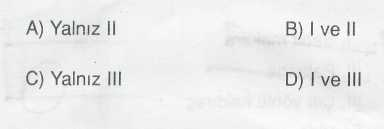 A) Yalnız II B) I ve II
C) Yalnız III D) I ve III